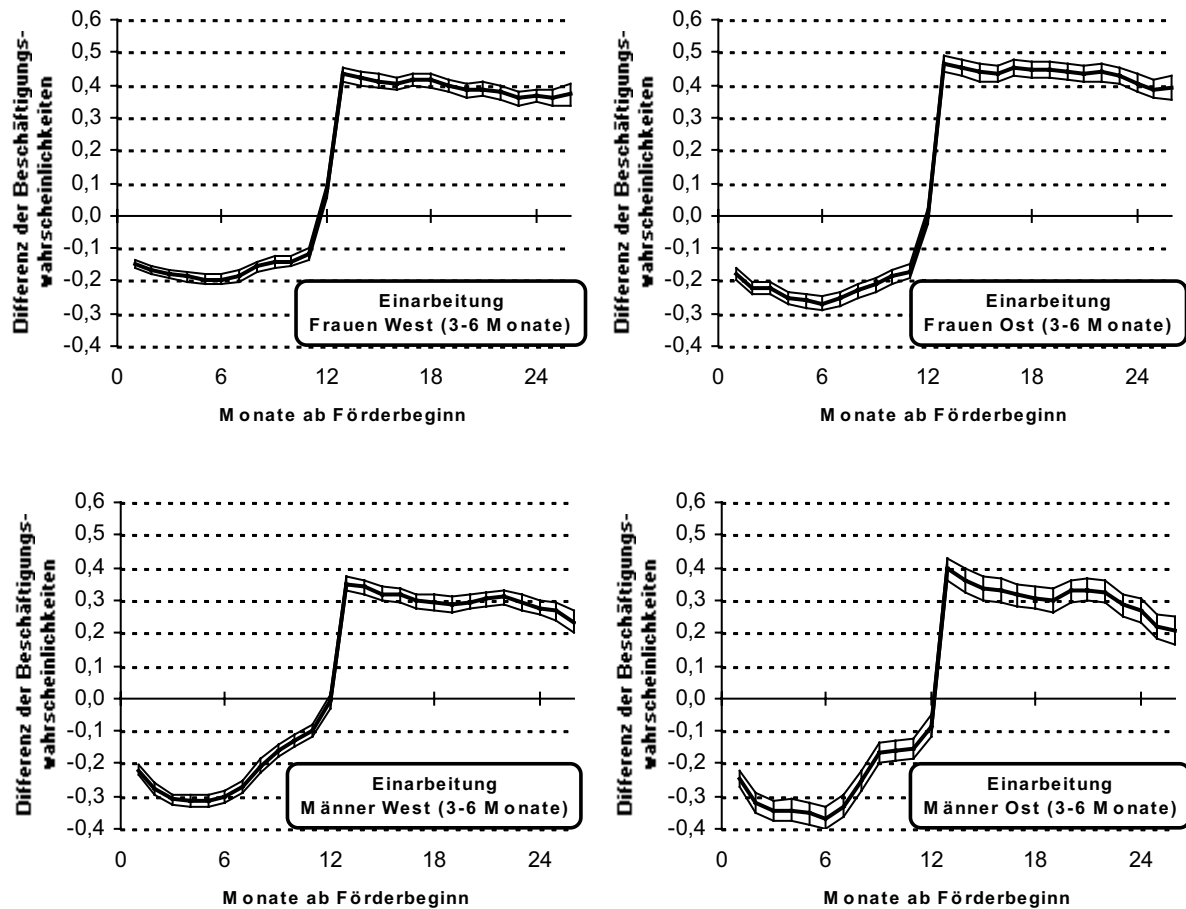 Differenz der Beschäftigungs-
wahrscheinlichkeiten
0,6
0,5
0,4
0,3
0,2
0,1
0,0
-0,1
-0,2
-0,3
-0,4
0 6 12 18 24
Einarbeitung
Frauen West (3-6 Monate)
Monate ab Förderbeginn
Differenz der Beschäftigungs-
wahrscheinlichkeiten
0,6
0,5
0,4
0,3
0,2
0,1
0,0
-0,1
-0,2
-0,3
-0,4
0 6 12 18 24
Einarbeitung
Frauen Ost (3-6 Monate)
Monate ab Förderbeginn
Differenz der Beschäftigungs-
wahrscheinlichkeiten
0,6
0,5
0,4
0,3
0,2
0,1
0,0
-0,1
-0,2
-0,3
-0,4
0 6 12 18 24
Einarbeitung
Männer West (3-6 Monate)
Monate ab Förderbeginn
Differenz der Beschäftigungs-
wahrscheinlichkeiten
0,6
0,5
0,4
0,3
0,2
0,1
0,0
-0,1
-0,2
-0,3
-0,4
0 6 12 18 24
Einarbeitung
Männer Ost (3-6 Monate)
Monate ab Förderbeginn